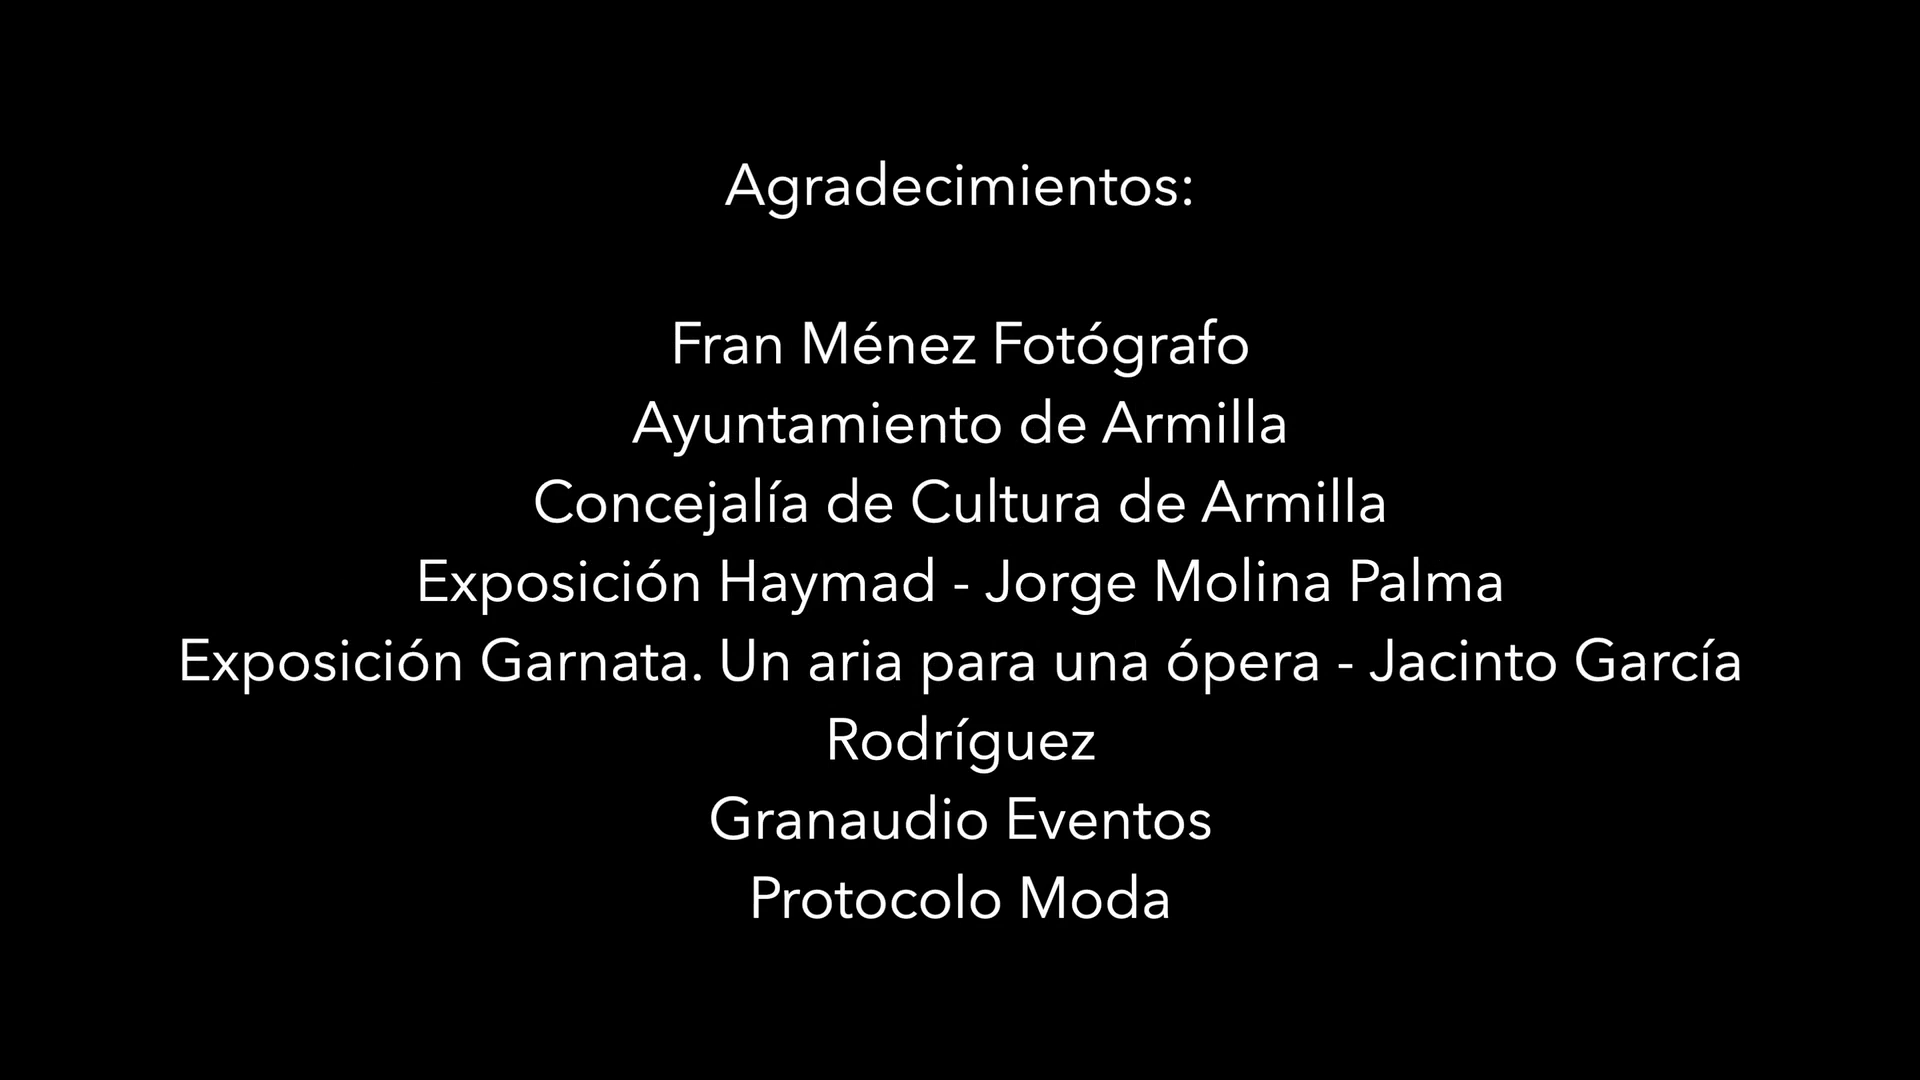 Agradecimientos:
Fran Ménez Fotógrafo
Ayuntamiento de Armilla
Concejalía de Cultura de Armilla
Exposición Haymad - Jorge Molina Palma
Exposición Garnata. Un aria para una ópera - Jacinto García
Rodríguez
Granaudio Eventos
Protocolo Moda